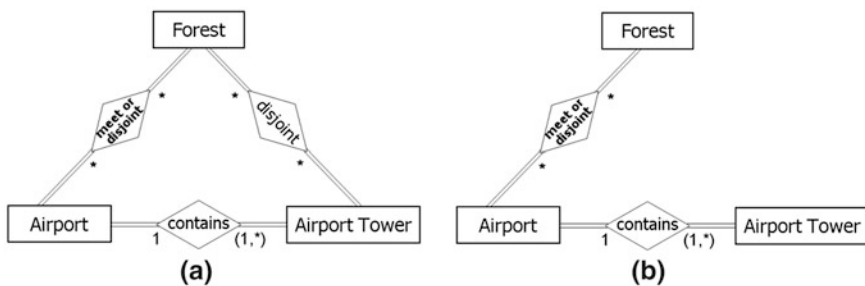 Forest
meet or
disjoint
*
*
disjoint
*
*
Airport
contains
1
(1,*)
Airport Tower
(a)
Forest
meet or
disjoint
*
*
Airport
contains
1
(1,*)
Airport Tower
(b)